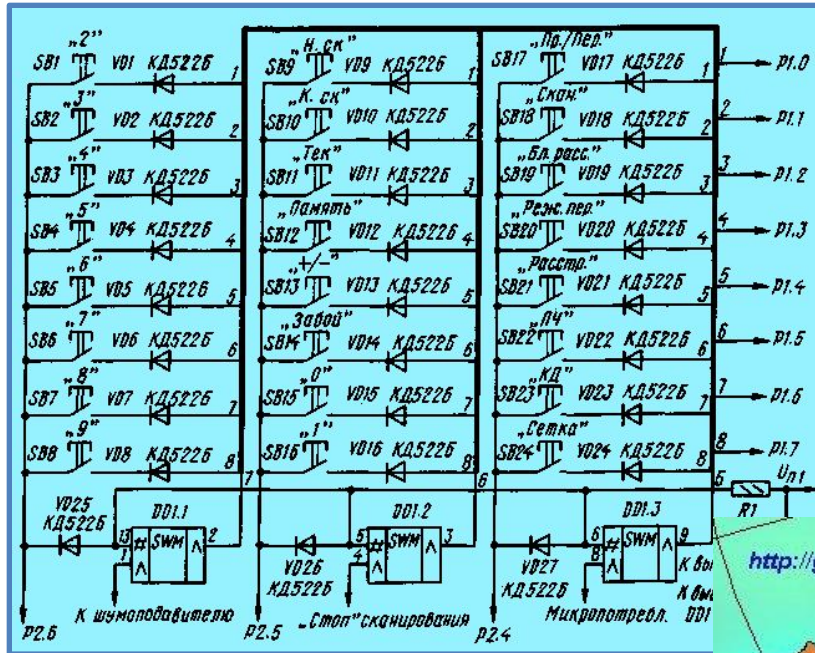 „2" „Н. ск" „Пр./Пер."
SB1 VD1 КД522Б 1 SB9 VD9 КД522Б 1 SB17 VD17 КД522Б 1 1 P1.0
„3" „К. ск" „Скан."
SB2 VD2 КД522Б 2 SB10 VD10 КД522Б 2 SB18 VD18 КД522Б 2 2 P1.1
„4" „Тек" „Бл. расс."
SB3 VD3 КД522Б 3 SB11 VD11 КД522Б 3 SB19 VD19 КД522Б 3 3 P1.2
„5" „Память" „Реж. пер."
SB4 VD4 КД522Б 4 SB12 VD12 КД522Б 4 SB20 VD20 КД522Б 4 4 P1.3
„6" „+/–" „Расстр."
SB5 VD5 КД522Б 5 SB13 VD13 КД522Б 5 SB21 VD21 КД522Б 5 5 P1.4
„7" „Забой" „ПЧ"
SB6 VD6 КД522Б 6 SB14 VD14 КД522Б 6 SB22 VD22 КД522Б 6 6 P1.5
„8" „0" „КД"
SB7 VD7 КД522Б 7 SB15 VD15 КД522Б 7 SB23 VD23 КД522Б 7 7 P1.6
„9" „1" „Сетка"
SB8 VD8 КД522Б 8 SB16 VD16 КД522Б 8 SB24 VD24 КД522Б 8 8 P1.7
7 6 5 R1 Uп1
VD25 КД522Б DD1.1 DD1.2 DD1.3
13 # SWM ^ 2 5 # SWM ^ 3 6 # SWM ^ 9
1 ^ VD26 4 ^ VD27 8 ^
КД522Б КД522Б
К шумоподавителю „Стоп" сканирования Микропотребл. DD1
P2.6 P2.5 P2.4
http://